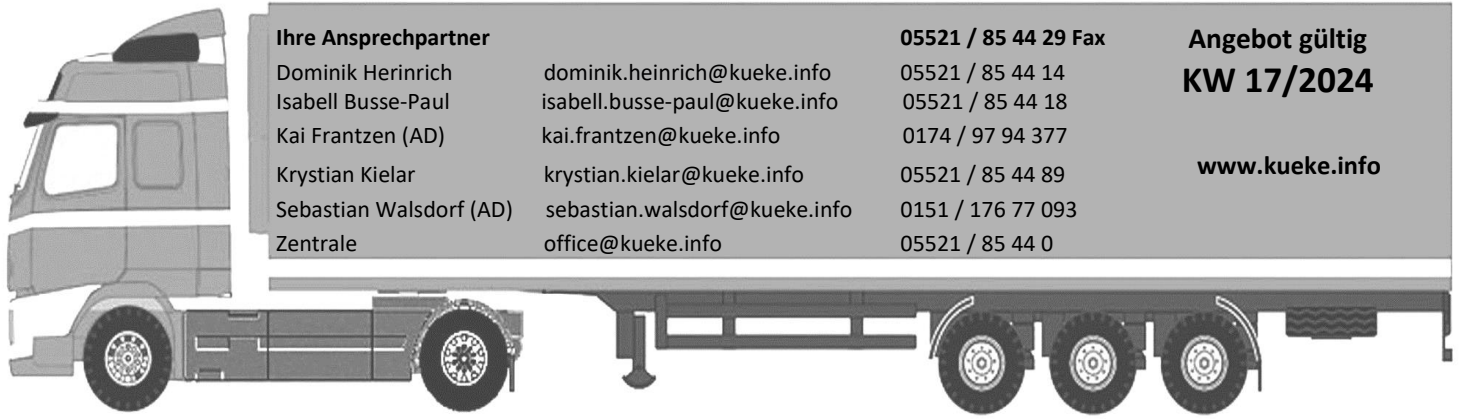 Ihre Ansprechpartner 05521 / 85 44 29 Fax
Dominik Herinrich dominik.heinrich@kueke.info 05521 / 85 44 14
Isabell Busse-Paul isabell.busse-paul@kueke.info 05521 / 85 44 18
Kai Frantzen (AD) kai.frantzen@kueke.info 0174 / 97 94 377
Krystian Kielar krystian.kielar@kueke.info 05521 / 85 44 89
Sebastian Walsdorf (AD) sebastian.walsdorf@kueke.info 0151 / 176 77 093
Zentrale office@kueke.info 05521 / 85 44 0
Angebot gültig
KW 17/2024
www.kueke.info